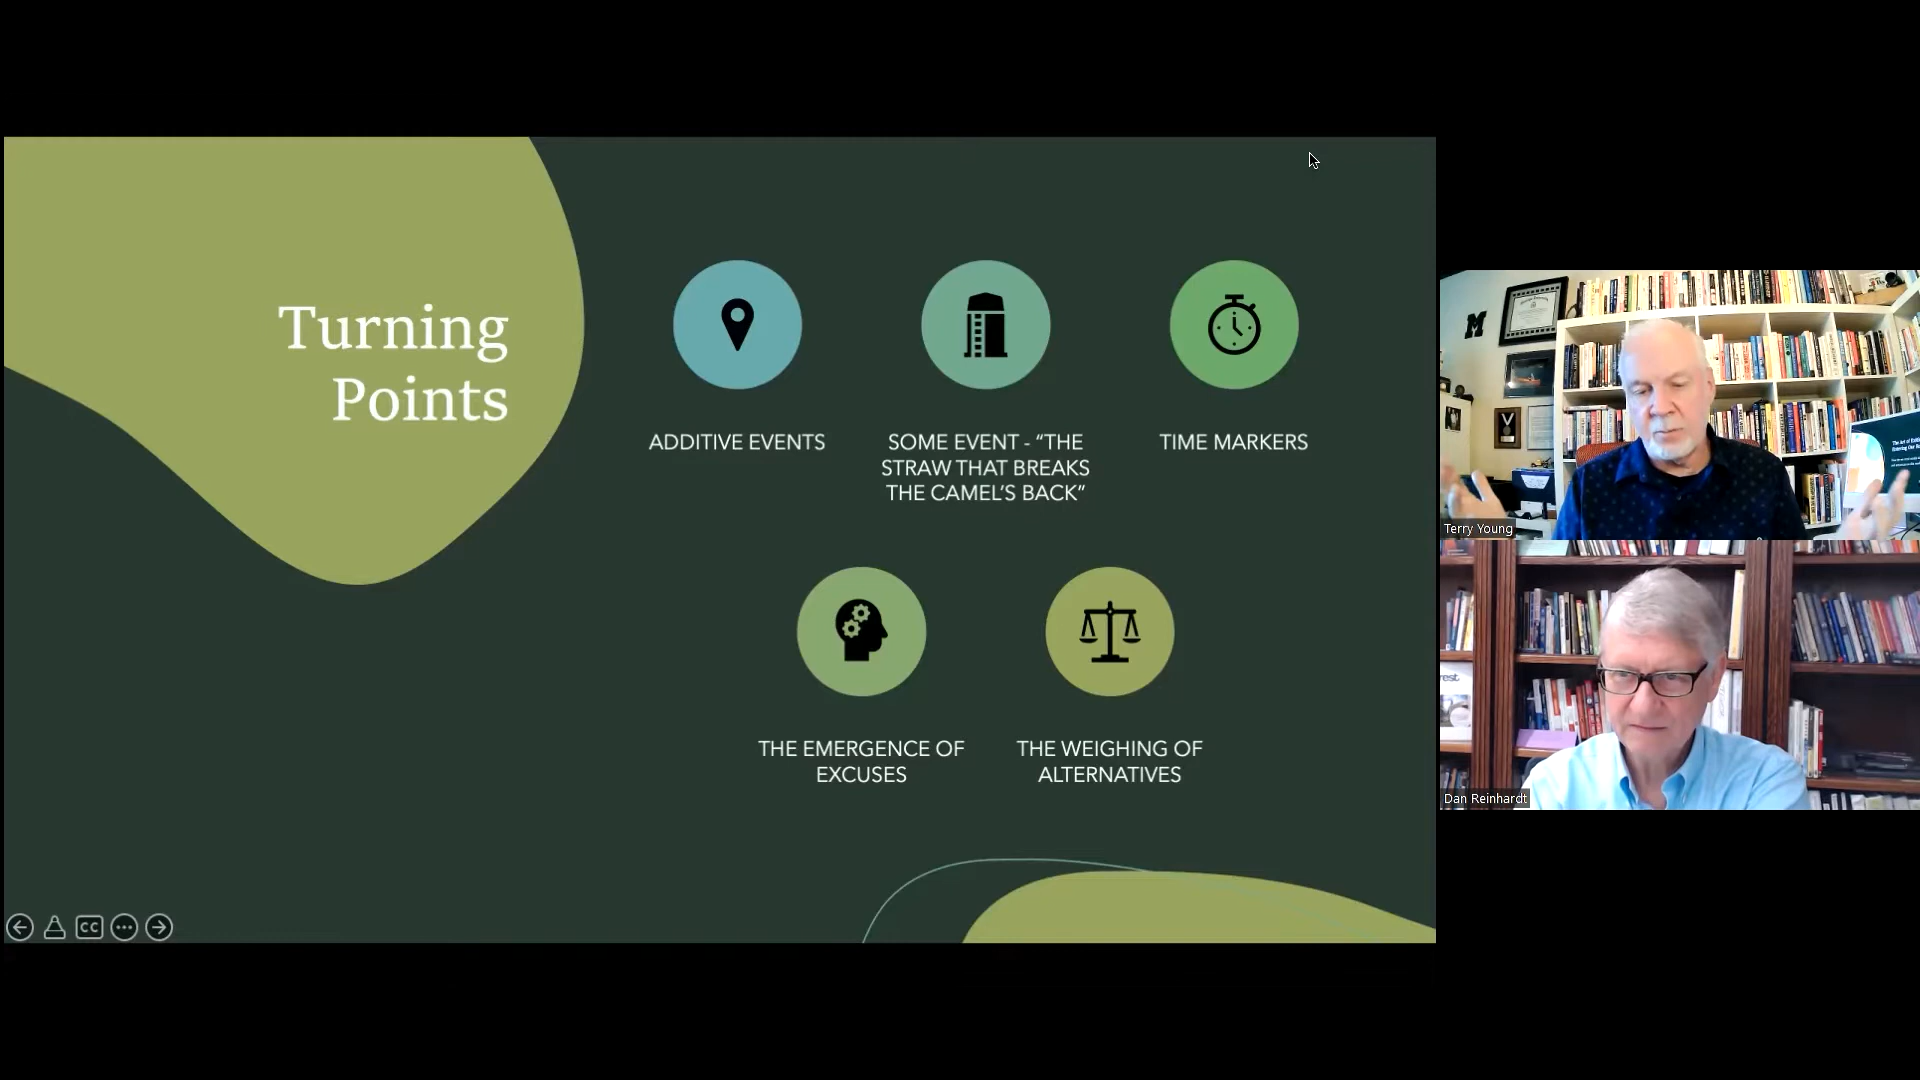 Turning
Points
ADDITIVE EVENTS
SOME EVENT - “THE
STRAW THAT BREAKS
THE CAMEL’S BACK”
TIME MARKERS
THE EMERGENCE OF
EXCUSES
THE WEIGHING OF
ALTERNATIVES
CC
M
Terry Young
Dan Reinhardt